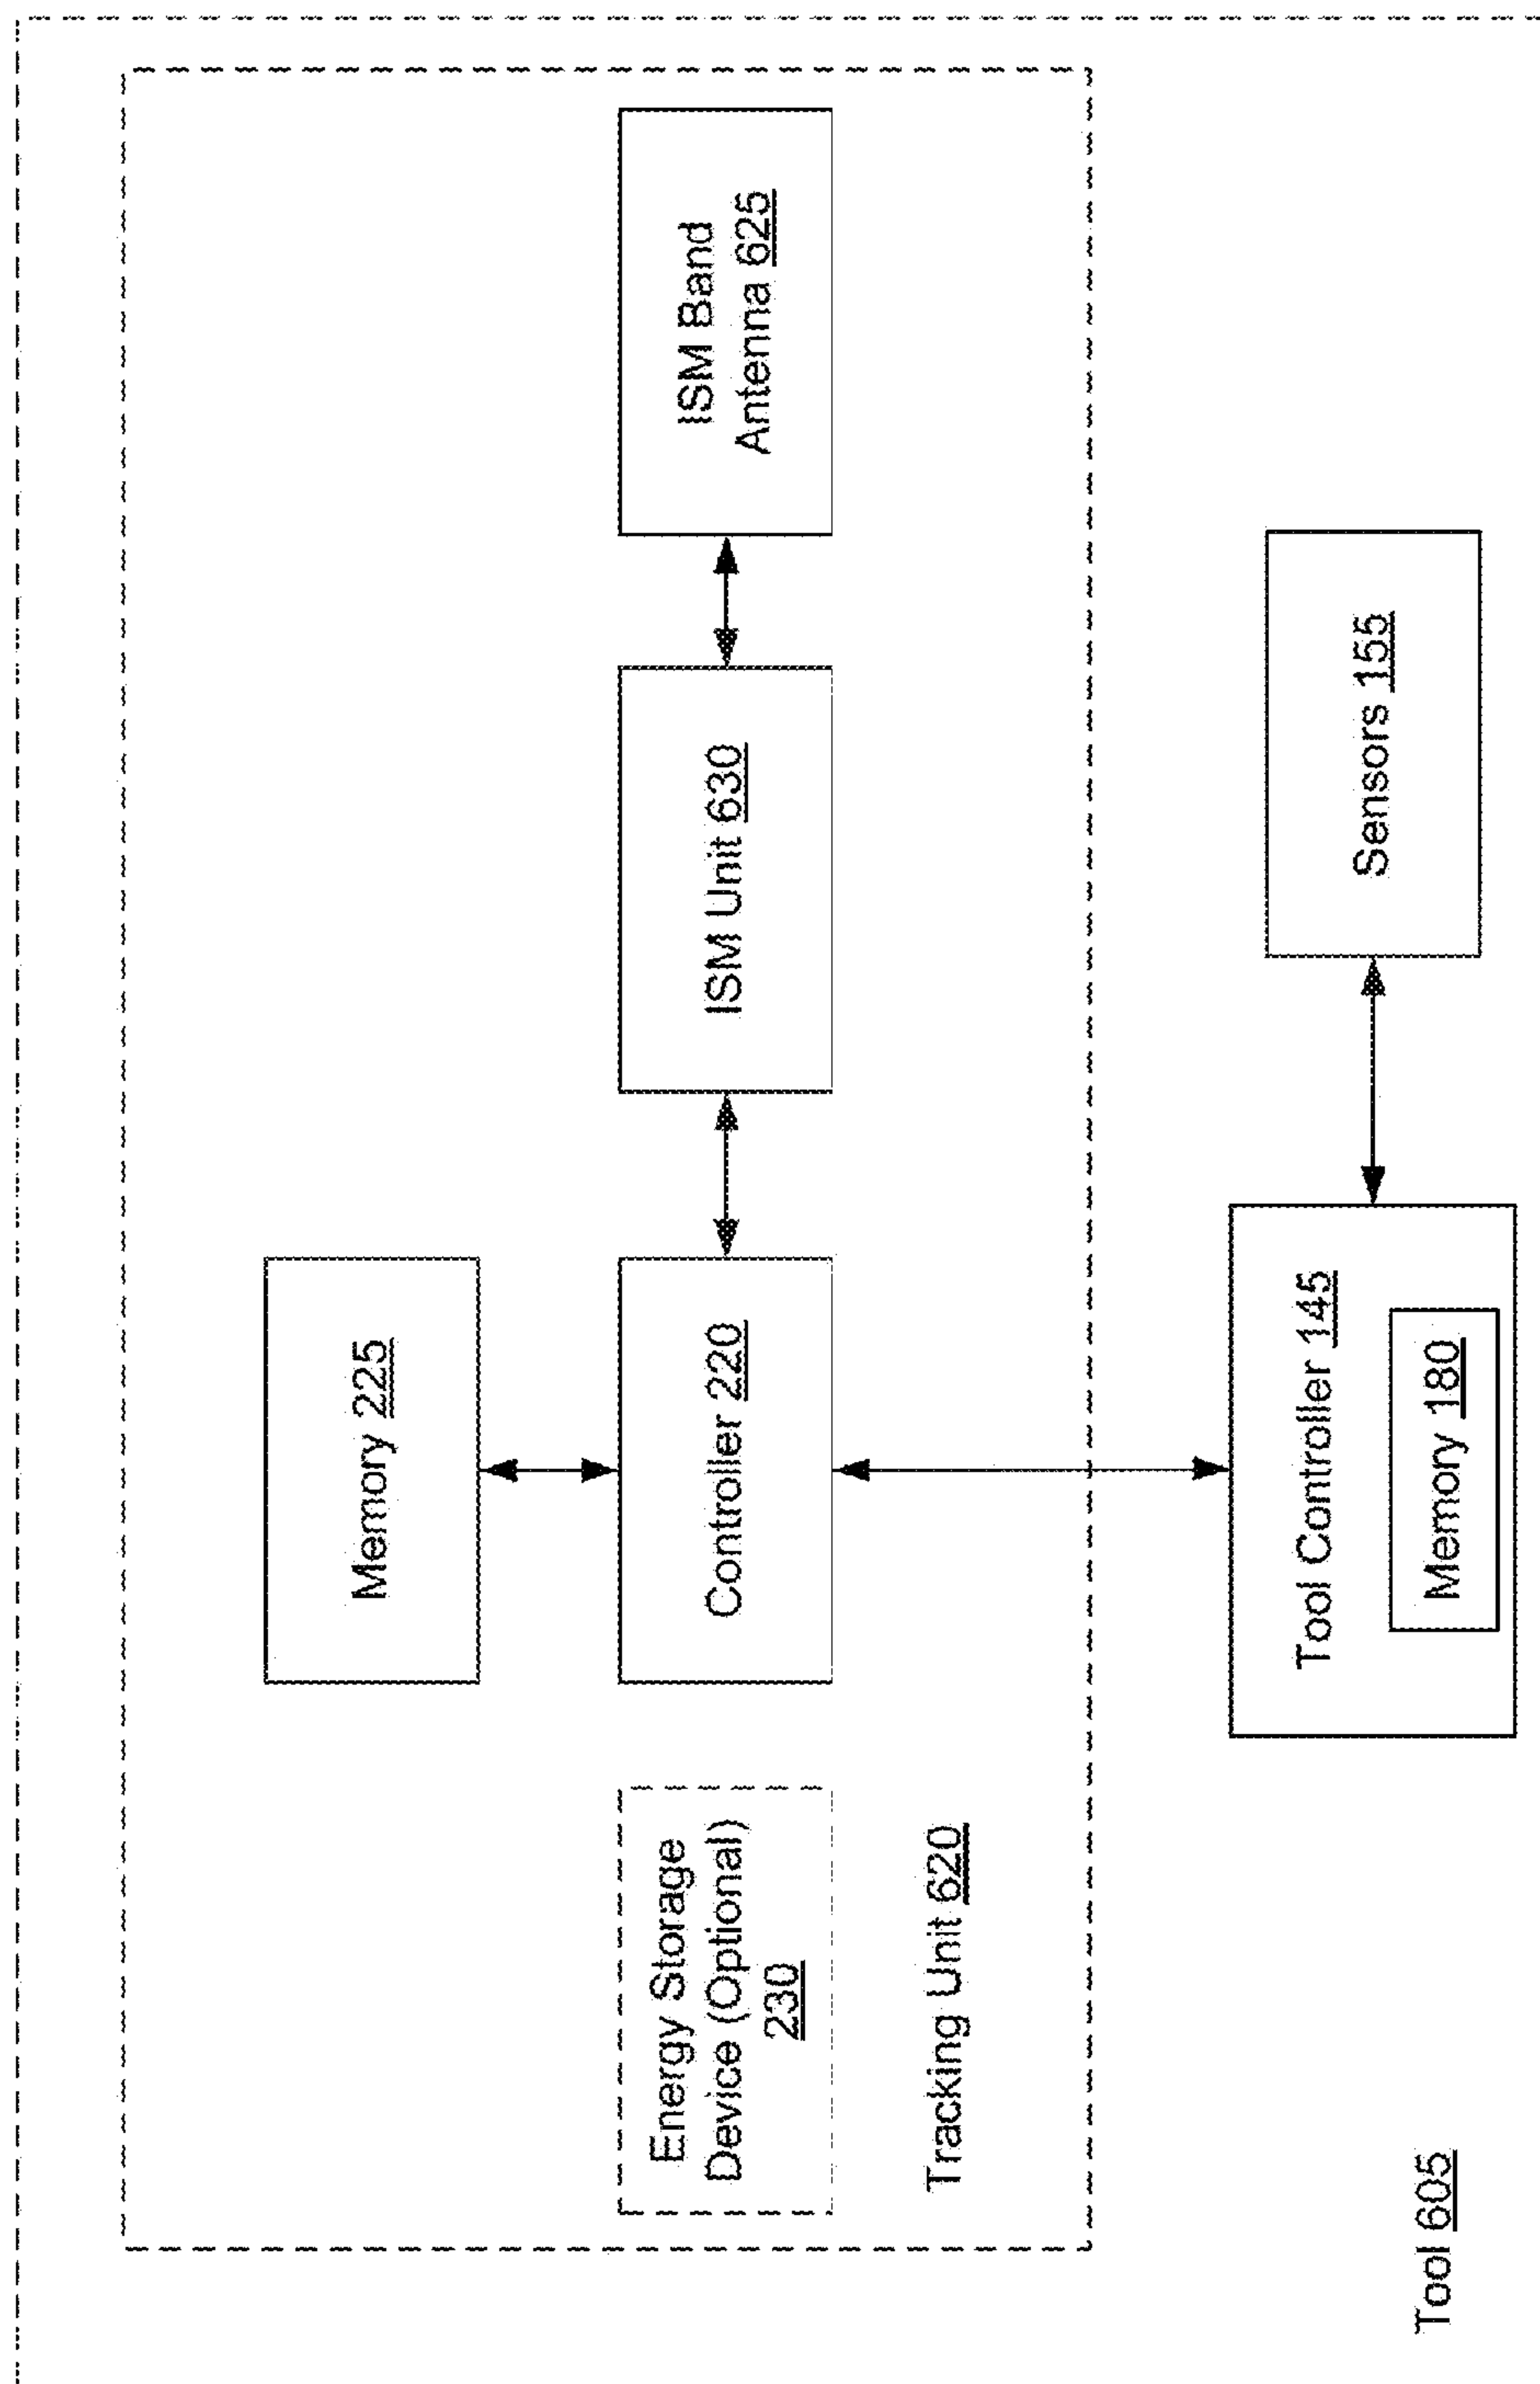 Memory 225
Energy Storage
Device (Optional)
230
Controller 220
ISM Unit 630
ISM Band
Antenna 625
Tracking Unit 620
Tool Controller 145
Memory 180
Sensors 155
Tool 605